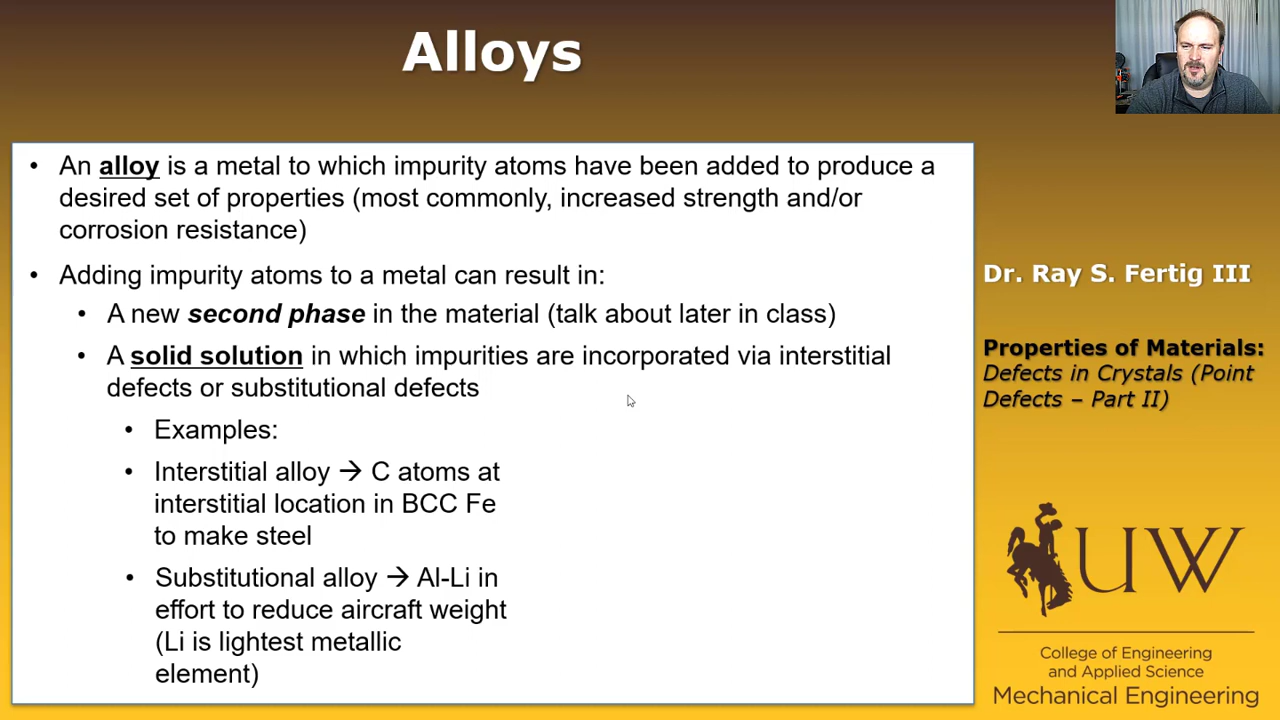 Alloys
• An alloy is a metal to which impurity atoms have been added to produce a
desired set of properties (most commonly, increased strength and/or
corrosion resistance)
• Adding impurity atoms to a metal can result in:
• A new second phase in the material (talk about later in class)
• A solid solution in which impurities are incorporated via interstitial
defects or substitutional defects
• Examples:
• Interstitial alloy → C atoms at
interstitial location in BCC Fe
to make steel
• Substitutional alloy → Al-Li in
effort to reduce aircraft weight
(Li is lightest metallic
element)
Dr. Ray S. Fertig III
Properties of Materials:
Defects in Crystals (Point
Defects – Part II)
UW
College of Engineering
and Applied Science
Mechanical Engineering